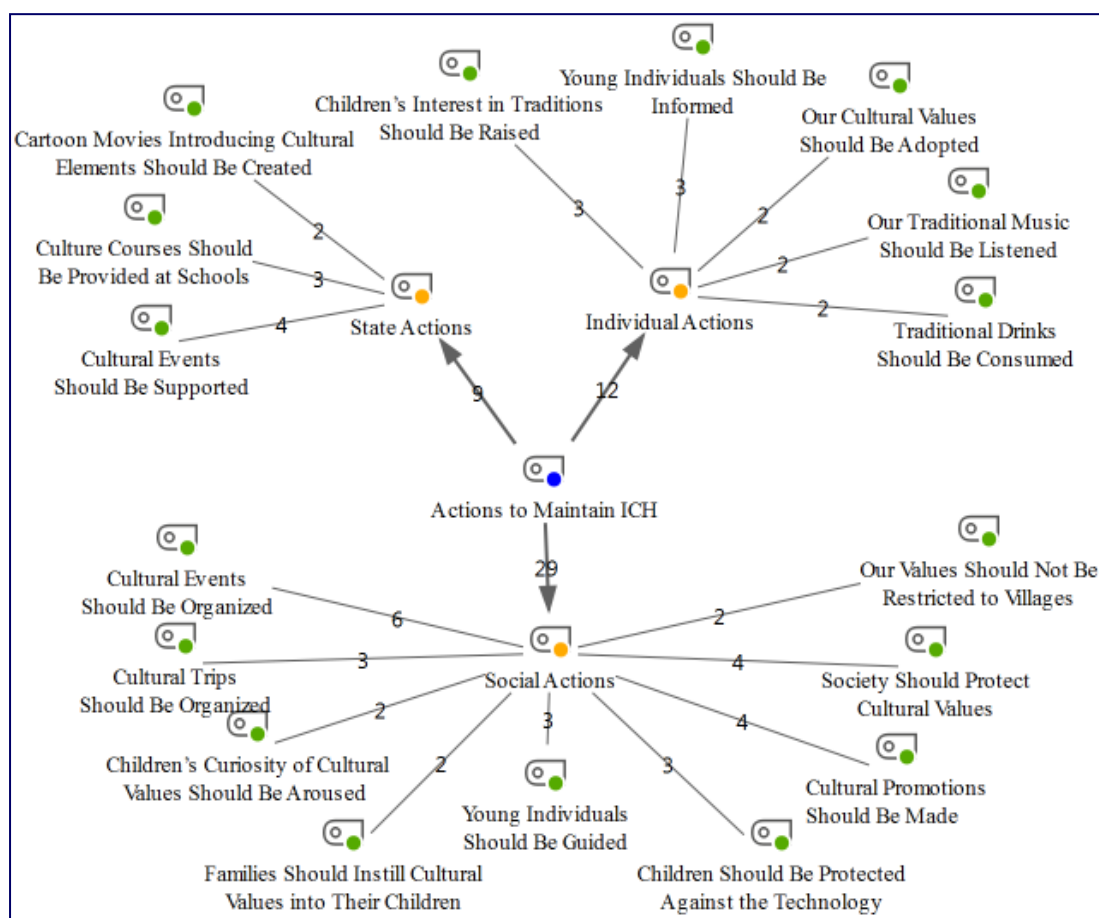 Young Individuals Should Be
Informed
Children's Interest in Traditions
Should Be Raised
Our Cultural Values
Should Be Adopted
Cartoon Movies Introducing Cultural
Elements Should Be Created
3
3
2
Our Traditional Music
Should Be Listened
2
Culture Courses Should
Be Provided at Schools
2
3
2
Traditional Drinks
Should Be Consumed
4
State Actions
Individual Actions
Cultural Events
Should Be Supported
9
12
Actions to Maintain ICH
29
Cultural Events
Should Be Organized
Our Values Should Not Be
Restricted to Villages
6
2
3
4
Cultural Trips
Should Be Organized
Social Actions
Society Should Protect
Cultural Values
2
3
4
2
3
Children's Curiosity of Cultural
Values Should Be Aroused
Cultural Promotions
Should Be Made
Young Individuals
Should Be Guided
Families Should Instill Cultural
Values into Their Children
Children Should Be Protected
Against the Technology